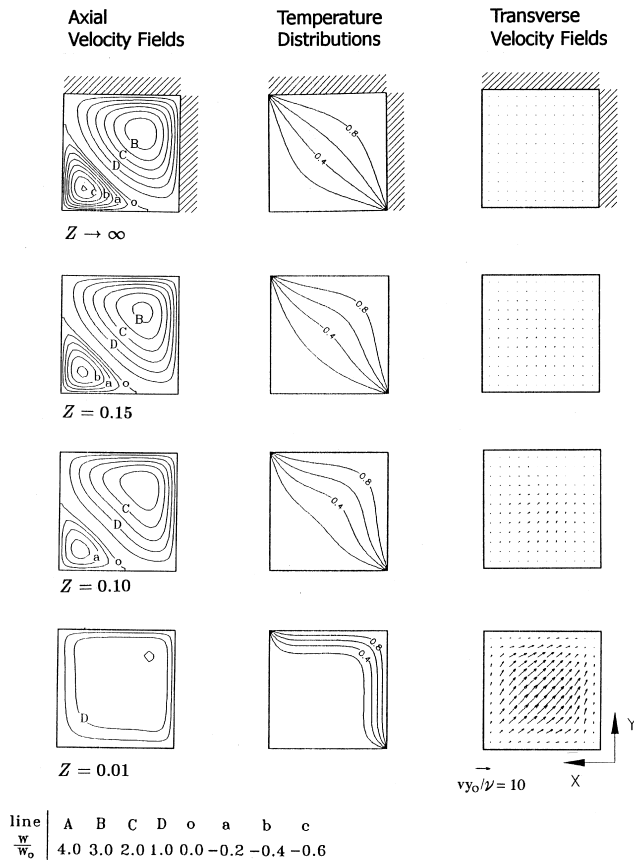 Axial Velocity Fields
Temperature Distributions
Transverse Velocity Fields
B
C
D
c b a o
0.8
0.4
Z → ∞
B
C
D
b a o
0.8
0.4
Z = 0.15
C
D
a o
0.8
0.4
Z = 0.10
D
0.8
0.4
Z = 0.01
vy₀/ν = 10
Y
X
line A B C D o a b c
w/w₀ 4.0 3.0 2.0 1.0 0.0 -0.2 -0.4 -0.6